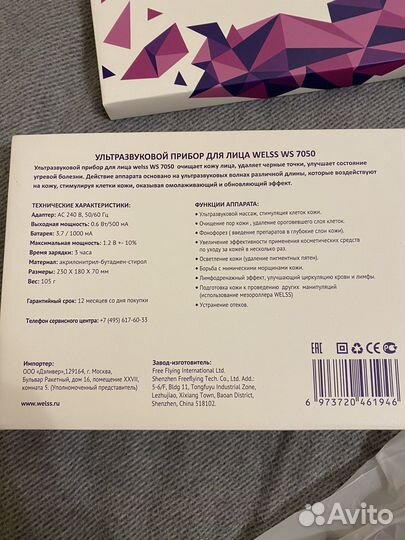 УЛЬТРАЗВУКОВОЙ ПРИБОР ДЛЯ ЛИЦА WELSS WS 7050
Ультразвуковой прибор для лица welss WS 7050 очищает кожу лица, удаляет черные точки, улучшает состояние
угревой болезни. Действие аппарата основано на ультразвуковых волнах различной длины, которые воздействуют
на кожу, стимулируя клетки кожи, оказывая омолаживающий и обновляющий эффект.
ТЕХНИЧЕСКИЕ ХАРАКТЕРИСТИКИ:
Адаптер: AC 240 В, 50/60 Гц
Выходная мощность: 0.6 Вт/500 мА
Батарея: 3.7 / 1000 мА
Максимальная мощность: 1.2 В +- 10%
Время зарядки: 3 часа
Материал: акрилонитрил-бутадиен-стирол
Размеры: 230 X 180 X 70 мм
Вес: 105 г
Гарантийный срок: 12 месяцев со дня покупки
Телефон сервисного центра: +7 (495) 617-60-33
ФУНКЦИИ АППАРАТА:
• Ультразвуковой массаж, стимуляция клеток кожи.
• Очищение пор кожи, удаление ороговевшего слоя клеток.
• Фонофорез ( введение препаратов в глубокие слои кожи).
• Увеличение эффективности применения косметических средств
по уходу за кожей в несколько раз.
• Осветление кожи (удаление пигментных пятен).
• Борьба с мимическими морщинами кожи.
• Лимфодренажный эффект, улучшающий циркуляцию крови и лимфы.
• Подготовка кожи к проведению других манипуляций
(использование мезороллера WELSS)
• Устранение отеков.
Импортер:
ООО «Дэливер»,129164, г. Москва,
Бульвар Ракетный, дом 16, помещение XXVII,
комната 5. (Уполномоченный представитель)
www.welss.ru
Завод-изготовитель:
Free Flying International Ltd.
Shenzhen Freeflying Tech. Co., Ltd. Add.:
5-6/F, Bldg 11, Tongfuyu Industrial Zone,
Lezhujiao, Xixiang Town, Baoan District,
Shenzhen, China 518102.
EAC
6 973720 461946
Avito